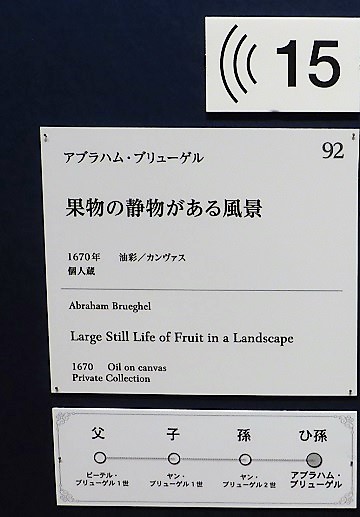 15
アブラハム・ブリューゲル
92
果物の静物がある風景
1670年 油彩／カンヴァス
個人蔵
Abraham Brueghel
Large Still Life of Fruit in a Landscape
1670 Oil on canvas
Private Collection
父 子 孫 ひ孫
ピーテル・ ヤン・ ヤン・ アブラハム・
ブリューゲル1世 ブリューゲル1世 ブリューゲル2世 ブリューゲル